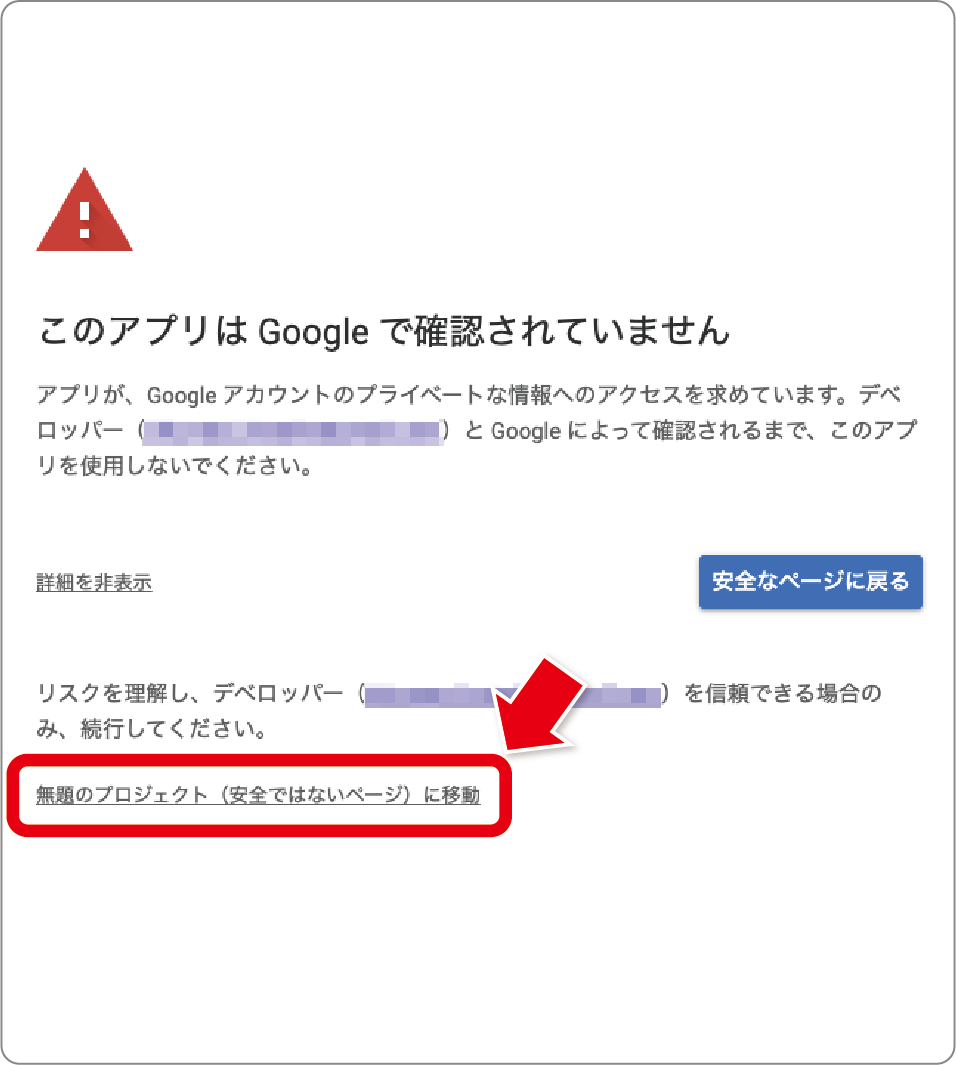 このアプリは Google で確認されていません
アプリが、Google アカウントのプライベートな情報へのアクセスを求めています。デベ
ロッパー（）と Google によって確認されるまで、このアプ
リを使用しないでください。
詳細を非表示
安全なページに戻る
リスクを理解し、デベロッパー（）を信頼できる場合の
み、続行してください。
無題のプロジェクト（安全ではないページ）に移動